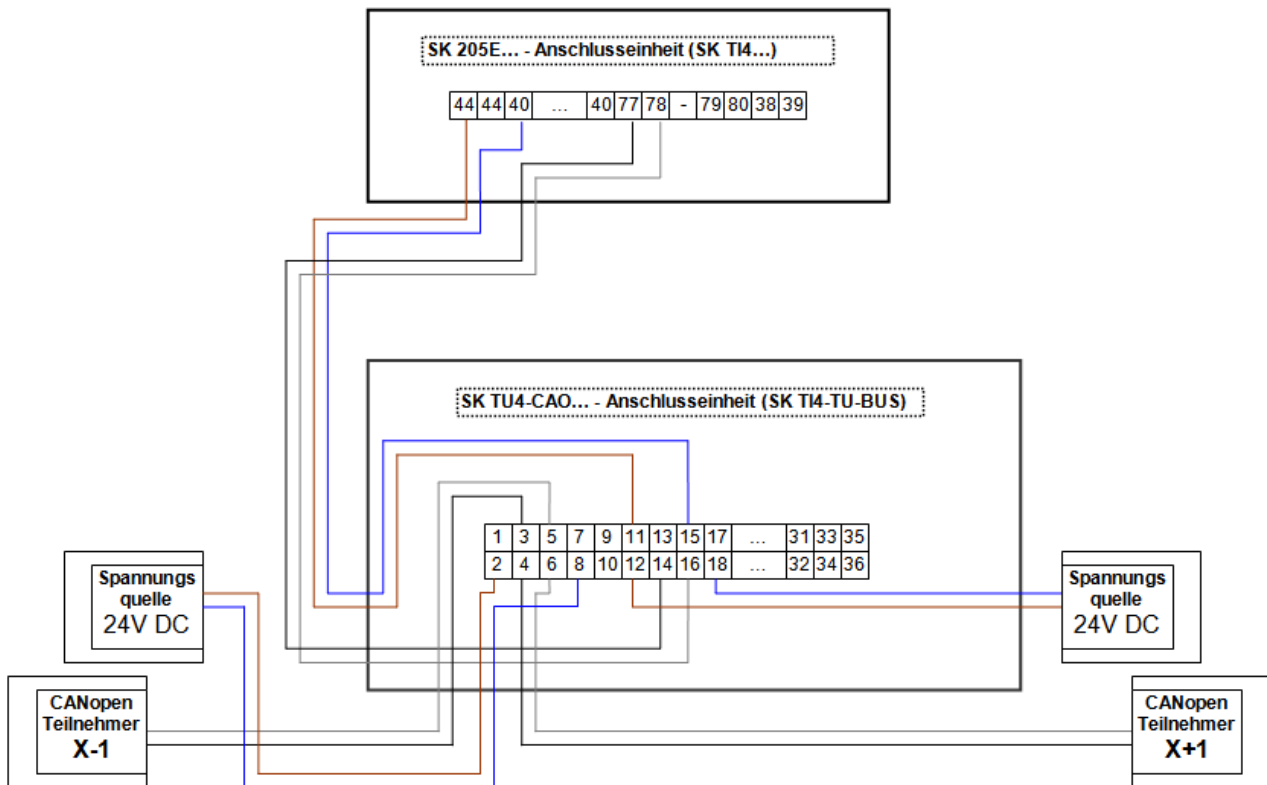 SK 205E... - Anschlusseinheit (SK TI4...)
44 44 40 ... 40 77 78 - 79 80 38 39
SK TU4-CAO... - Anschlusseinheit (SK TI4-TU-BUS)
1 3 5 7 9 11 13 15 17 ... 31 33 35
2 4 6 8 10 12 14 16 18 ... 32 34 36
Spannungs
quelle
24V DC
Spannungs
quelle
24V DC
CANopen
Teilnehmer
X-1
CANopen
Teilnehmer
X+1